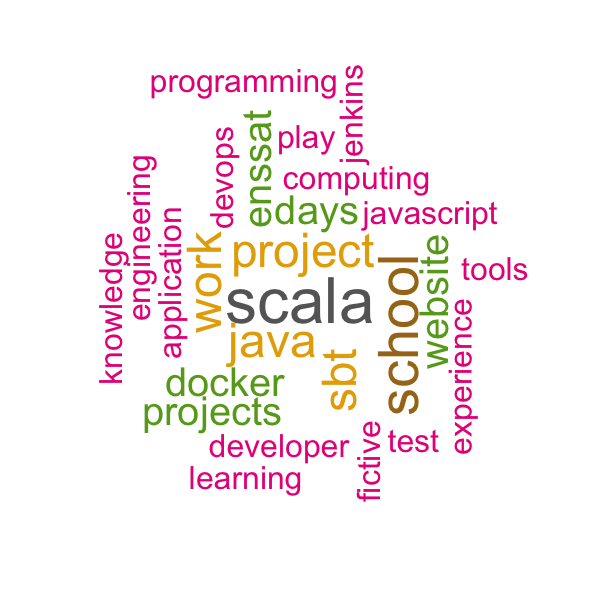 programming
jenkins
play
devops
enssat
computing
engineering
edays
javascript
application
knowledge
work
project
school
website
tools
scala
java
sbt
experience
docker
projects
developer
test
fictive
learning